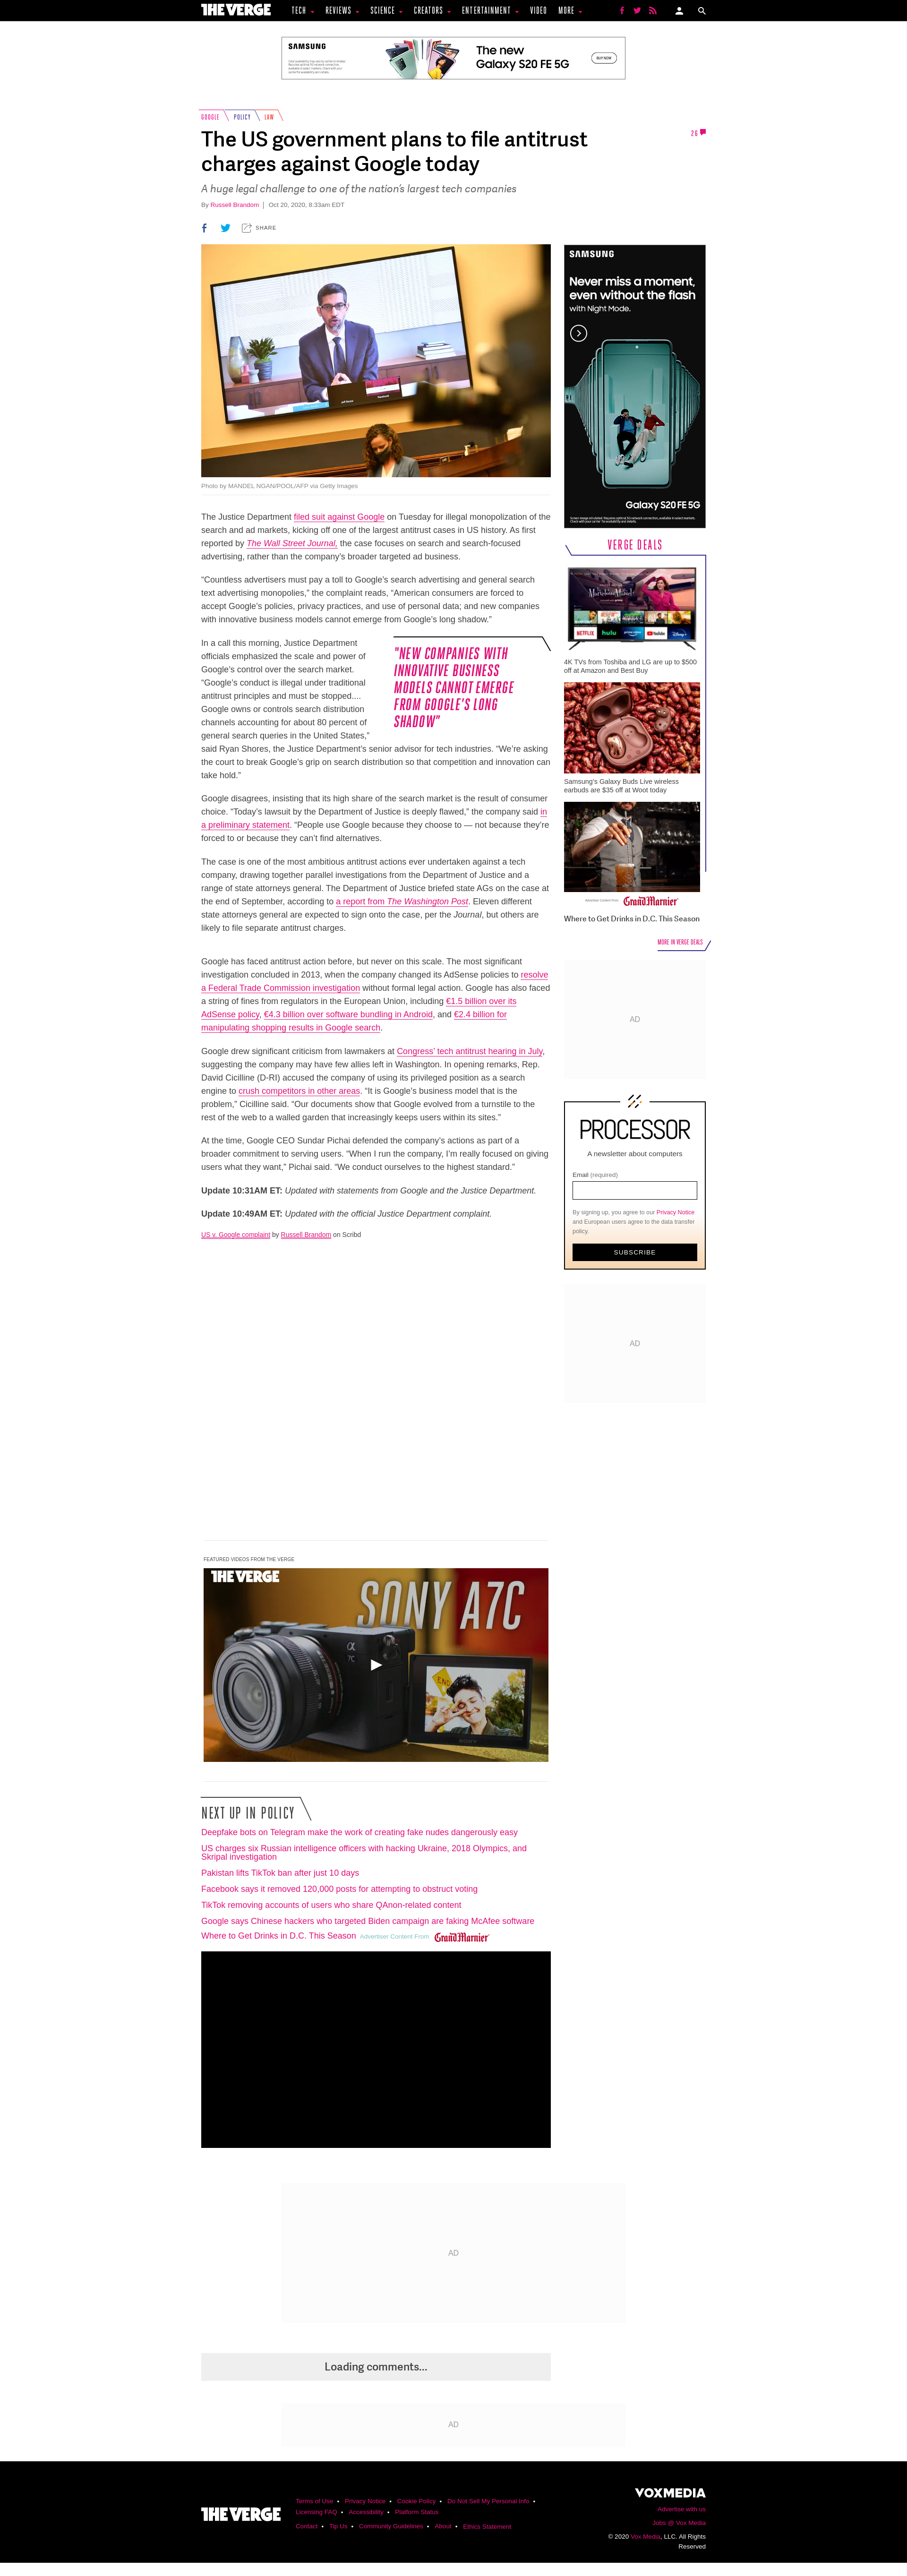 THE VERGE
TECH REVIEWS SCIENCE CREATORS ENTERTAINMENT VIDEO MORE
SAMSUNG
The new
Galaxy S20 FE 5G
BUY NOW
GOOGLE POLICY LAW
The US government plans to file antitrust
charges against Google today
26
A huge legal challenge to one of the nation's largest tech companies
By Russell Brandom | Oct 20, 2020, 8:33am EDT
SHARE
Photo by MANDEL NGAN/POOL/AFP via Getty Images
The Justice Department filed suit against Google on Tuesday for illegal monopolization of the
search and ad markets, kicking off one of the largest antitrust cases in US history. As first
reported by The Wall Street Journal, the case focuses on search and search-focused
advertising, rather than the company's broader targeted ad business.
“Countless advertisers must pay a toll to Google's search advertising and general search
text advertising monopolies,” the complaint reads, “American consumers are forced to
accept Google's policies, privacy practices, and use of personal data; and new companies
with innovative business models cannot emerge from Google's long shadow.”
In a call this morning, Justice Department
officials emphasized the scale and power of
Google's control over the search market.
“Google's conduct is illegal under traditional
antitrust principles and must be stopped....
Google owns or controls search distribution
channels accounting for about 80 percent of
general search queries in the United States,”
said Ryan Shores, the Justice Department's senior advisor for tech industries. “We're asking
the court to break Google's grip on search distribution so that competition and innovation can
take hold.”
"NEW COMPANIES WITH
INNOVATIVE BUSINESS
MODELS CANNOT EMERGE
FROM GOOGLE'S LONG
SHADOW"
Google disagrees, insisting that its high share of the search market is the result of consumer
choice. “Today's lawsuit by the Department of Justice is deeply flawed,” the company said in
a preliminary statement. “People use Google because they choose to — not because they're
forced to or because they can't find alternatives.
The case is one of the most ambitious antitrust actions ever undertaken against a tech
company, drawing together parallel investigations from the Department of Justice and a
range of state attorneys general. The Department of Justice briefed state AGs on the case at
the end of September, according to a report from The Washington Post. Eleven different
state attorneys general are expected to sign onto the case, per the Journal, but others are
likely to file separate antitrust charges.
Google has faced antitrust action before, but never on this scale. The most significant
investigation concluded in 2013, when the company changed its AdSense policies to resolve
a Federal Trade Commission investigation without formal legal action. Google has also faced
a string of fines from regulators in the European Union, including €1.5 billion over its
AdSense policy, €4.3 billion over software bundling in Android, and €2.4 billion for
manipulating shopping results in Google search.
Google drew significant criticism from lawmakers at Congress' tech antitrust hearing in July,
suggesting the company may have few allies left in Washington. In opening remarks, Rep.
David Cicilline (D-RI) accused the company of using its privileged position as a search
engine to crush competitors in other areas. “It is Google's business model that is the
problem,” Cicilline said. “Our documents show that Google evolved from a turnstile to the
rest of the web to a walled garden that increasingly keeps users within its sites.”
At the time, Google CEO Sundar Pichai defended the company's actions as part of a
broader commitment to serving users. “When I run the company, I'm really focused on giving
users what they want,” Pichai said. “We conduct ourselves to the highest standard.”
Update 10:31AM ET: Updated with statements from Google and the Justice Department.
Update 10:49AM ET: Updated with the official Justice Department complaint.
US v. Google complaint by Russell Brandom on Scribd
SAMSUNG
Never miss a moment,
even without the flash
with Night Mode.
Galaxy S20 FE 5G
VERGE DEALS
NETFLIX hulu prime video YouTube Disney+
4K TVs from Toshiba and LG are up to $500
off at Amazon and Best Buy
Samsung's Galaxy Buds Live wireless
earbuds are $35 off at Woot today
Advertiser Content From Grand Marnier
Where to Get Drinks in D.C. This Season
MORE IN VERGE DEALS
AD
PROCESSOR
A newsletter about computers
Email (required)
By signing up, you agree to our Privacy Notice
and European users agree to the data transfer
policy.
SUBSCRIBE
AD
FEATURED VIDEOS FROM THE VERGE
THE VERGE
SONY A7C
α
7C
END
SONY
NEXT UP IN POLICY
Deepfake bots on Telegram make the work of creating fake nudes dangerously easy
US charges six Russian intelligence officers with hacking Ukraine, 2018 Olympics, and
Skripal investigation
Pakistan lifts TikTok ban after just 10 days
Facebook says it removed 120,000 posts for attempting to obstruct voting
TikTok removing accounts of users who share QAnon-related content
Google says Chinese hackers who targeted Biden campaign are faking McAfee software
Where to Get Drinks in D.C. This Season Advertiser Content From Grand Marnier
AD
Loading comments...
AD
THE VERGE
Terms of Use • Privacy Notice • Cookie Policy • Do Not Sell My Personal Info •
Licensing FAQ • Accessibility • Platform Status
Contact • Tip Us • Community Guidelines • About • Ethics Statement
VOXMEDIA
Advertise with us
Jobs @ Vox Media
© 2020 Vox Media, LLC. All Rights
Reserved